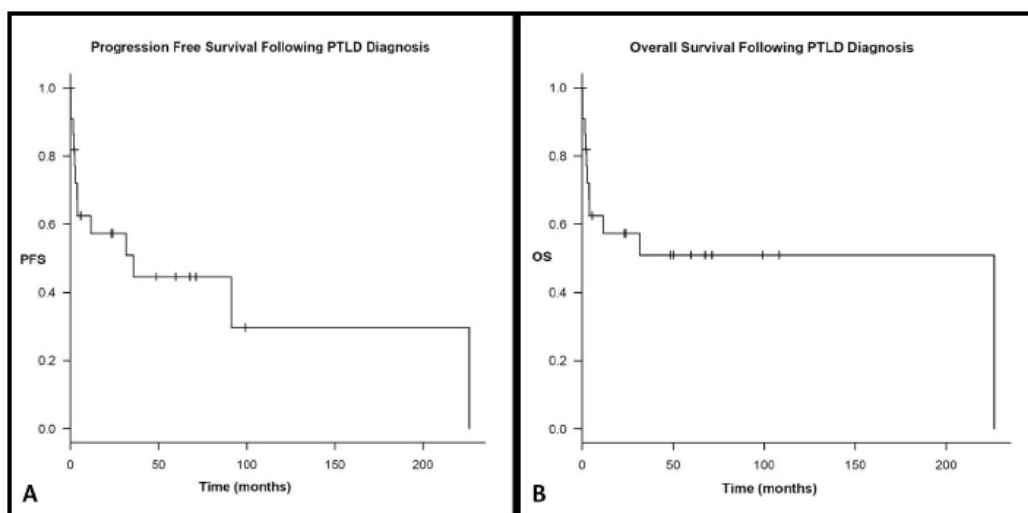 Progression Free Survival Following PTLD Diagnosis
1.0
0.8
0.6
PFS
0.4
0.2
0.0
0 50 100 150 200
Time (months)
A
Overall Survival Following PTLD Diagnosis
1.0
0.8
0.6
OS
0.4
0.2
0.0
0 50 100 150 200
Time (months)
B